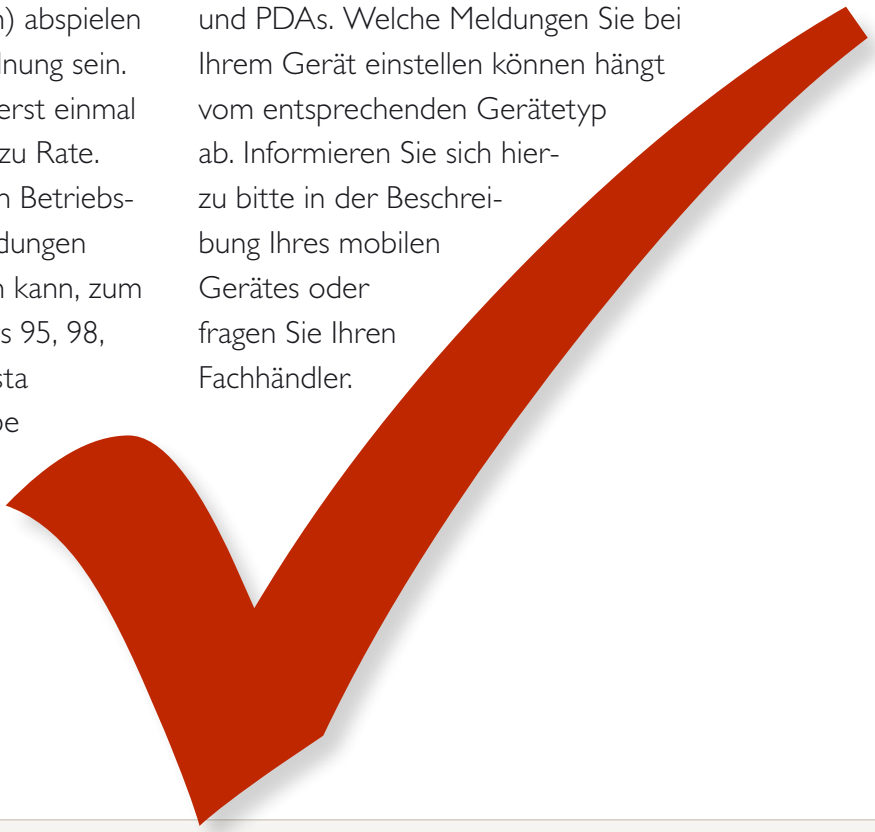 n) abspielen
nung sein.
erst einmal
zu Rate.
n Betriebs-
dungen
n kann, zum
s 95, 98,
sta
be
und PDAs. Welche Meldungen Sie bei
Ihrem Gerät einstellen können hängt
vom entsprechenden Gerätetyp
ab. Informieren Sie sich hier-
zu bitte in der Beschrei-
bung Ihres mobilen
Gerätes oder
fragen Sie Ihren
Fachhändler.